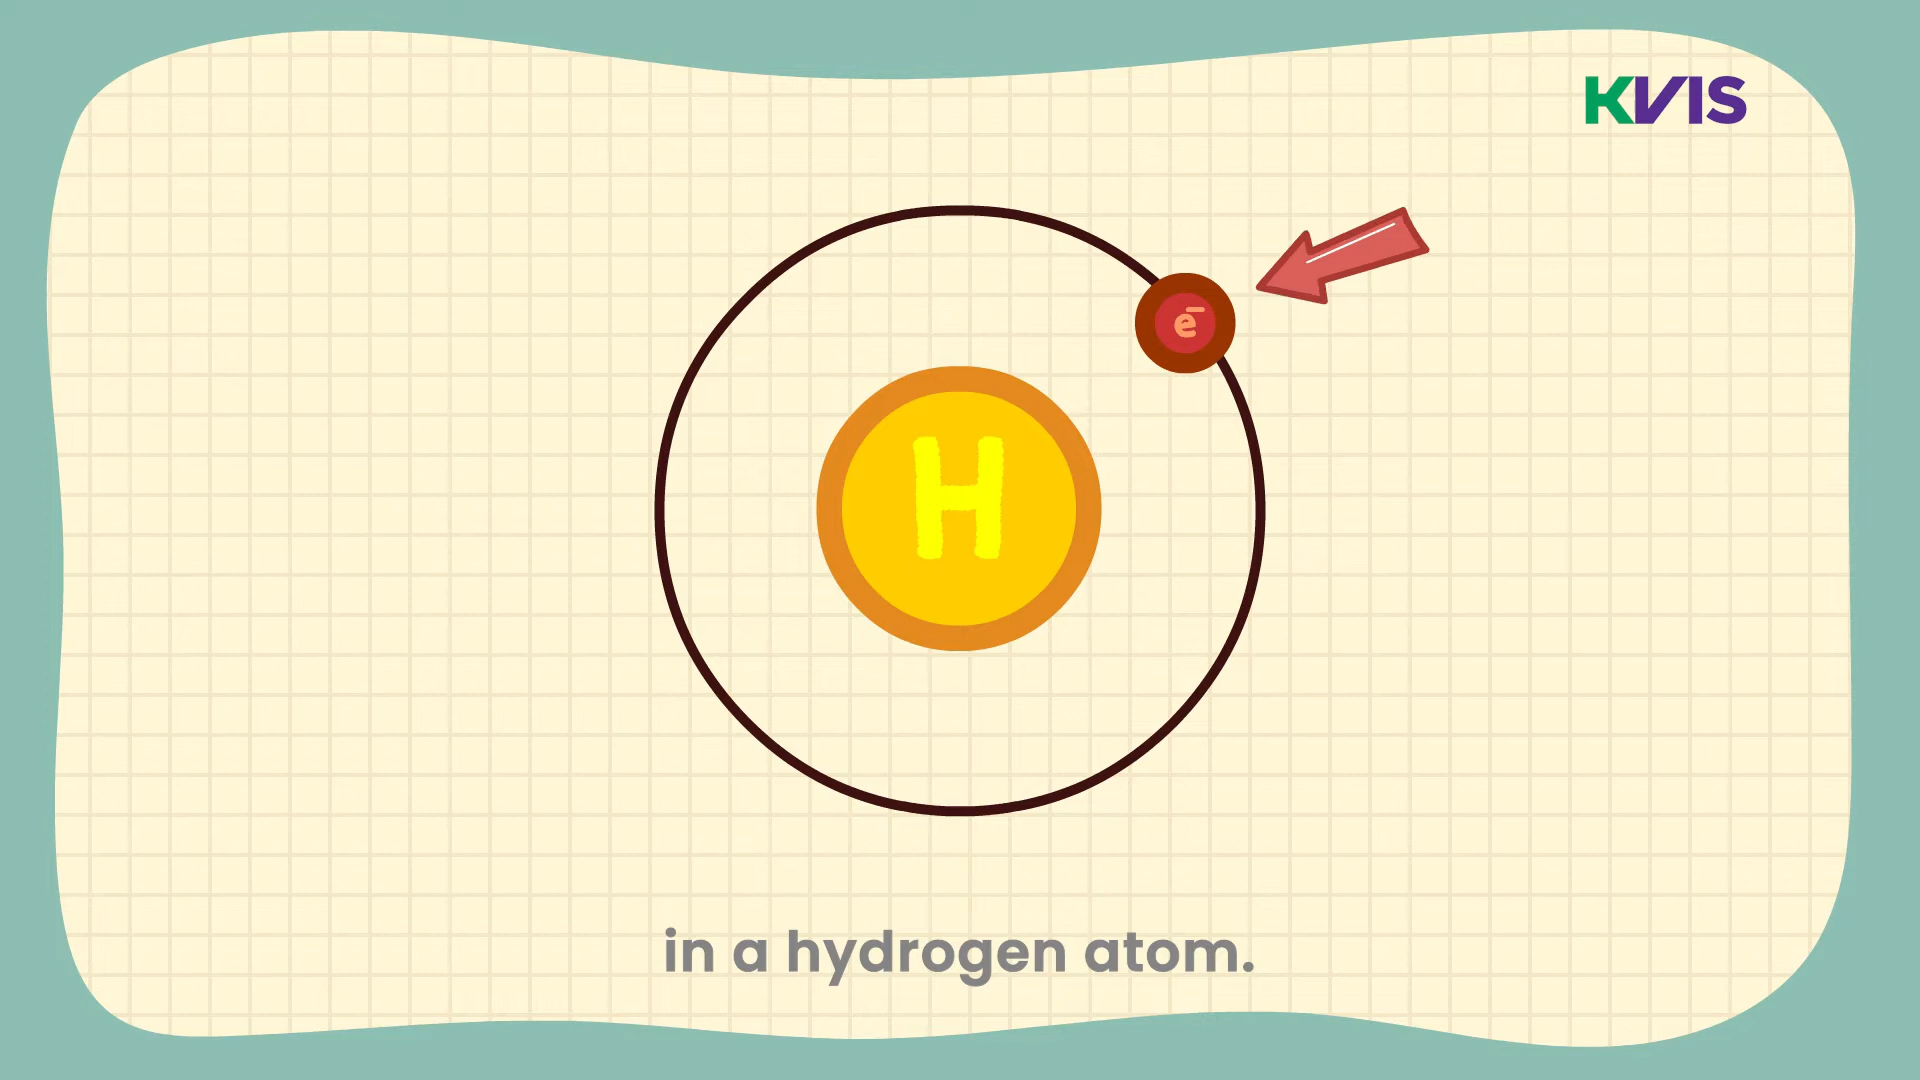 KVIS
e⁻
H
in a hydrogen atom.